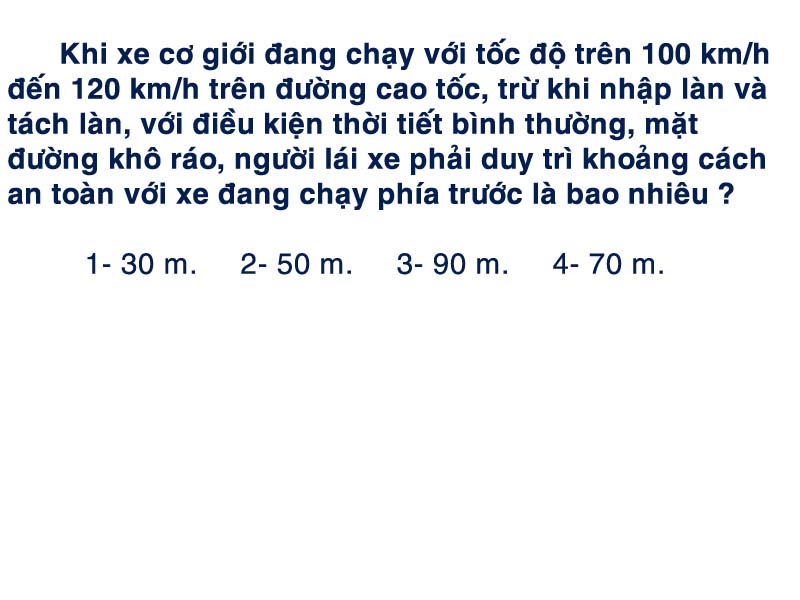 Khi xe cơ giới đang chạy với tốc độ trên 100 km/h
đến 120 km/h trên đường cao tốc, trừ khi nhập làn và
tách làn, với điều kiện thời tiết bình thường, mặt
đường khô ráo, người lái xe phải duy trì khoảng cách
an toàn với xe đang chạy phía trước là bao nhiêu ?
1- 30 m. 2- 50 m. 3- 90 m. 4- 70 m.